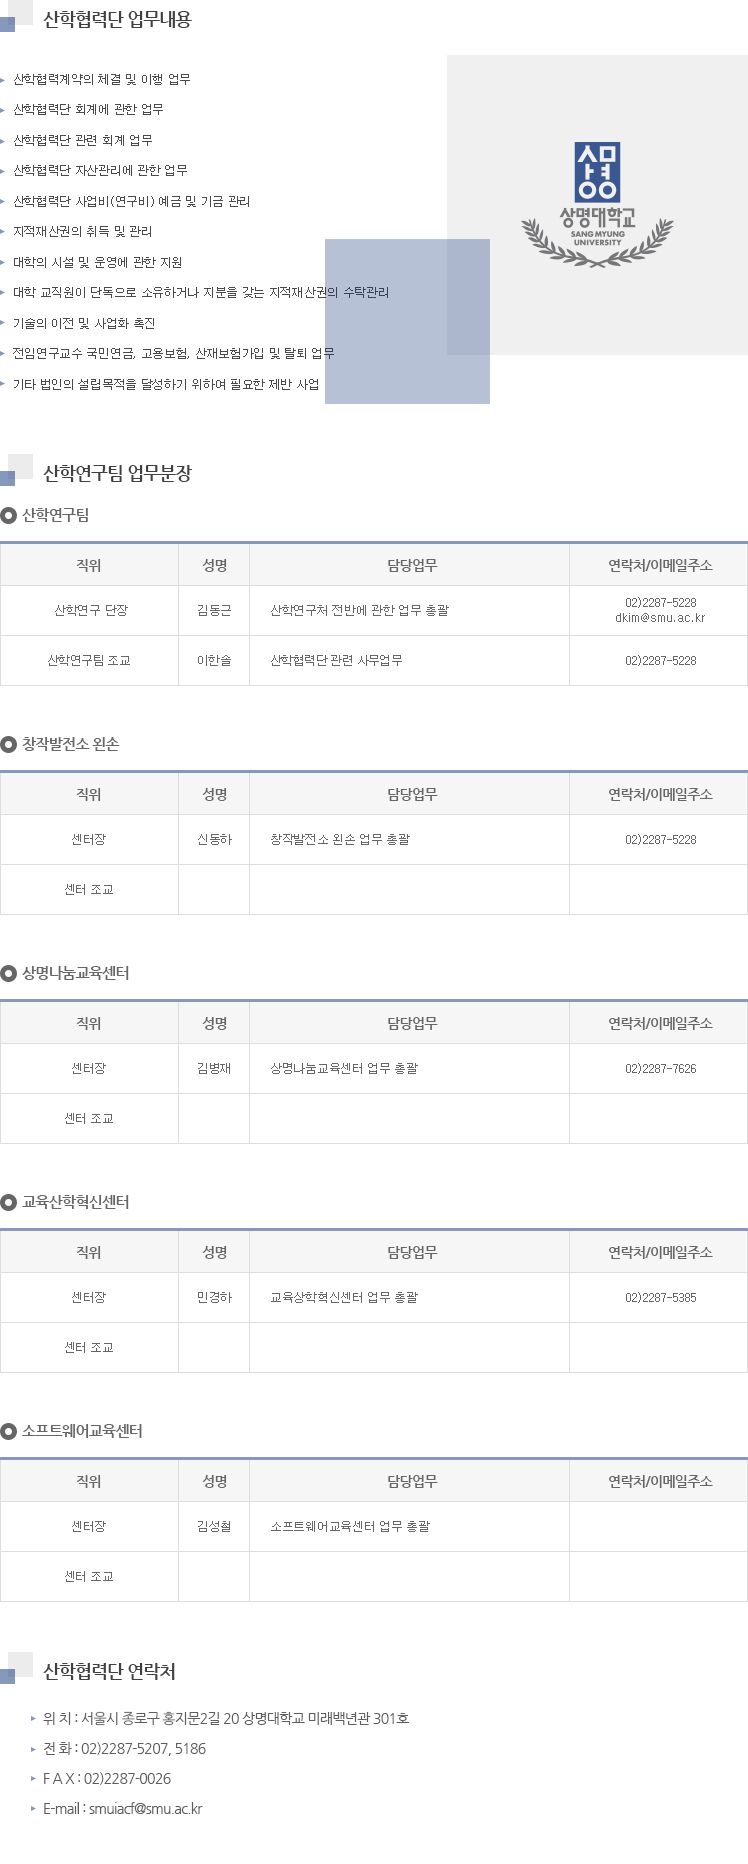 산학협력단 업무내용
산학협력계약의 체결 및 이행 업무
산학협력단 회계에 관한 업무
산학협력단 관련 회계 업무
산학협력단 자산관리에 관한 업무
산학협력단 사업비(연구비) 예금 및 기금 관리
지적재산권의 취득 및 관리
대학의 시설 및 운영에 관한 지원
대학 교직원이 단독으로 소유하거나 지분을 갖는 지적재산권의 수탁관리
기술의 이전 및 사업화 촉진
전임연구교수 국민연금, 고용보험, 산재보험가입 및 탈퇴 업무
기타 법인의 설립목적을 달성하기 위하여 필요한 제반 사업
상명대학교
SANG MYUNG
UNIVERSITY
산학연구팀 업무분장
산학연구팀
직위 성명 담당업무 연락처/이메일주소
산학연구 단장 김동근 산학연구처 전반에 관한 업무 총괄 02)2287-5228
dkim@smu.ac.kr
산학연구팀 조교 이한솔 산학협력단 관련 사무업무 02)2287-5228
창작발전소 왼손
직위 성명 담당업무 연락처/이메일주소
센터장 신동하 창작발전소 왼손 업무 총괄 02)2287-5228
센터 조교
상명나눔교육센터
직위 성명 담당업무 연락처/이메일주소
센터장 김병재 상명나눔교육센터 업무 총괄 02)2287-7626
센터 조교
교육산학혁신센터
직위 성명 담당업무 연락처/이메일주소
센터장 민경하 교육상학혁신센터 업무 총괄 02)2287-5385
센터 조교
소프트웨어교육센터
직위 성명 담당업무 연락처/이메일주소
센터장 김성철 소프트웨어교육센터 업무 총괄
센터 조교
산학협력단 연락처
위 치 : 서울시 종로구 홍지문2길 20 상명대학교 미래백년관 301호
전 화 : 02)2287-5207, 5186
F A X : 02)2287-0026
E-mail : smuiacf@smu.ac.kr